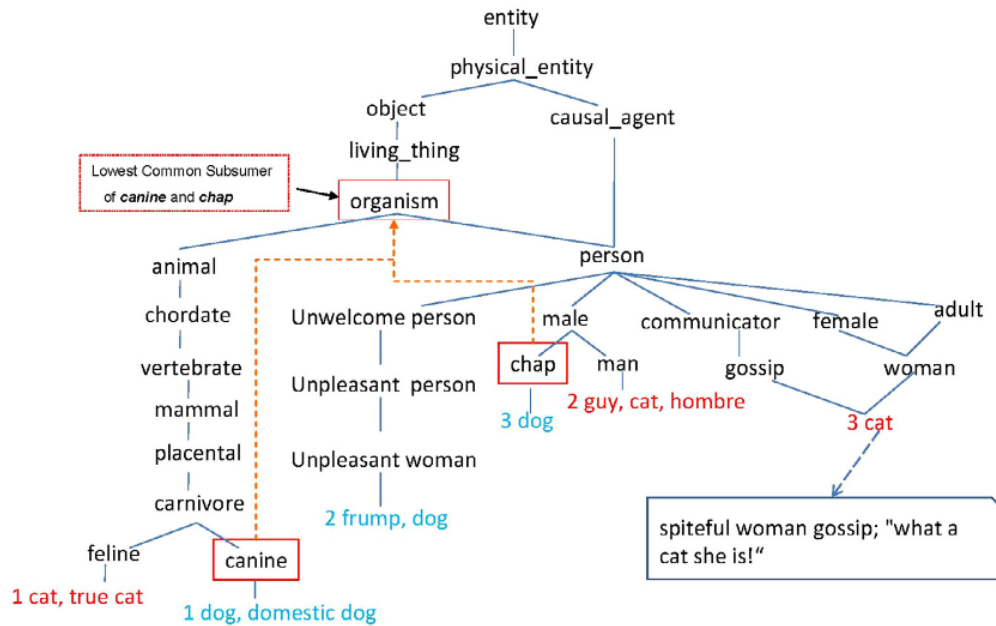 entity
physical_entity
object
causal_agent
living_thing
Lowest Common Subsumer
of canine and chap
organism
animal
person
chordate
Unwelcome person
male
communicator
female
adult
vertebrate
chap
man
gossip
woman
Unpleasant person
mammal
3 dog
2 guy, cat, hombre
3 cat
placental
Unpleasant woman
carnivore
2 frump, dog
spiteful woman gossip; "what a
cat she is!“
feline
canine
1 cat, true cat
1 dog, domestic dog